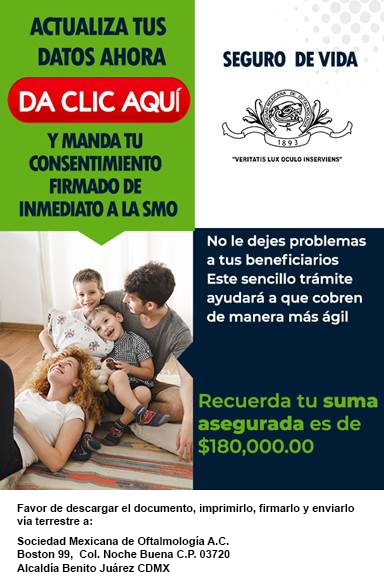 ACTUALIZA TUS
DATOS AHORA
DA CLIC AQUÍ
Y MANDA TU
CONSENTIMIENTO
FIRMADO DE
INMEDIATO A LA SMO
SEGURO DE VIDA
1893
"VERITATIS LUX OCULO INSERVIENS"
No le dejes problemas
a tus beneficiarios
Este sencillo trámite
ayudará a que cobren
de manera más ágil
Recuerda tu suma
asegurada es de
$180,000.00
Favor de descargar el documento, imprimirlo, firmarlo y enviarlo
vía terrestre a:
Sociedad Mexicana de Oftalmología A.C.
Boston 99, Col. Noche Buena C.P. 03720
Alcaldía Benito Juárez CDMX